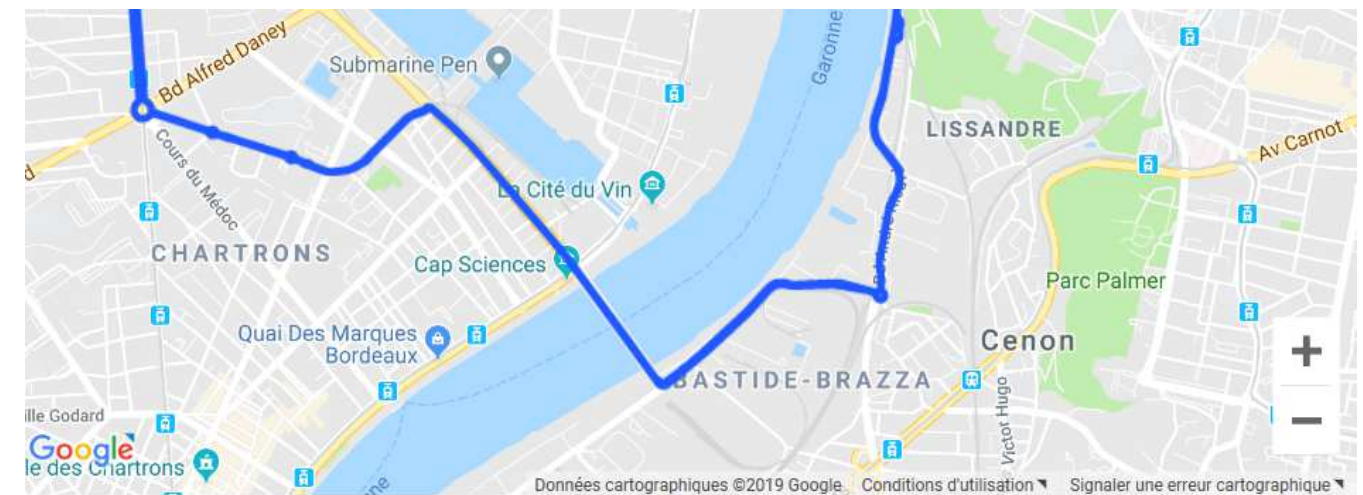 Bd Alfred Daney
Submarine Pen
Garonne
LISSANDRE
Av Carnot
Cours du Médoc
La Cité du Vin
CHARTRONS
Cap Sciences
Parc Palmer
Quai Des Marques
Bordeaux
Cenon
BASTIDE-BRAZZA
Victor Hugo
ille Godard
Google
le des Chartrons
nne
Données cartographiques ©2019 Google
Conditions d'utilisation
Signaler une erreur cartographique